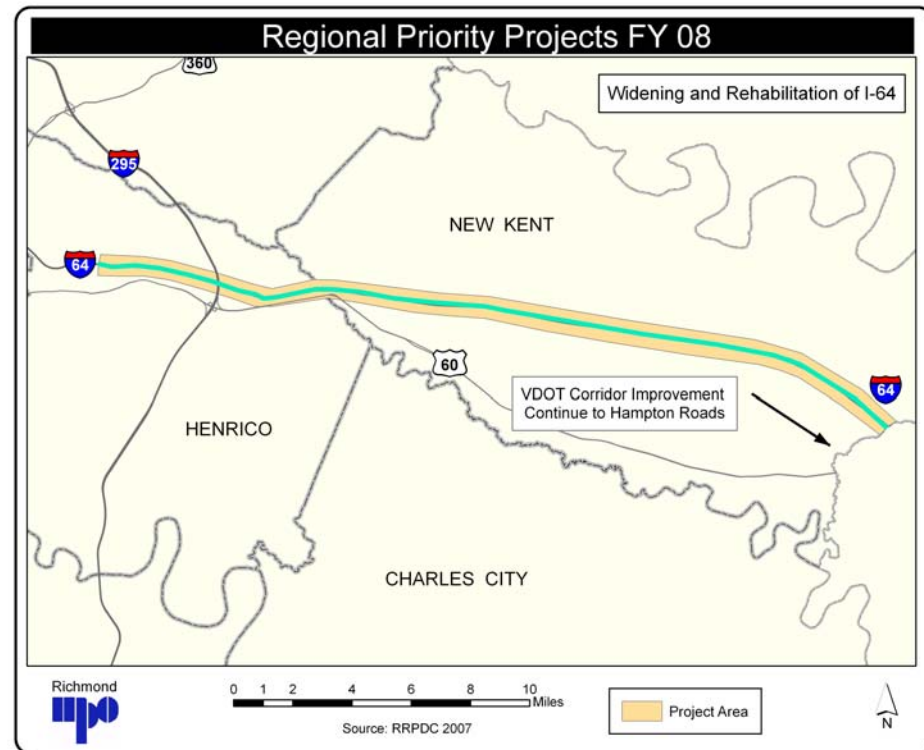 Regional Priority Projects FY 08
360
Widening and Rehabilitation of I-64
295
NEW KENT
64
60
64
VDOT Corridor Improvement
Continue to Hampton Roads
HENRICO
CHARLES CITY
Richmond
mpo
0 1 2 4 6 8 10
Miles
Source: RRPDC 2007
Project Area
N